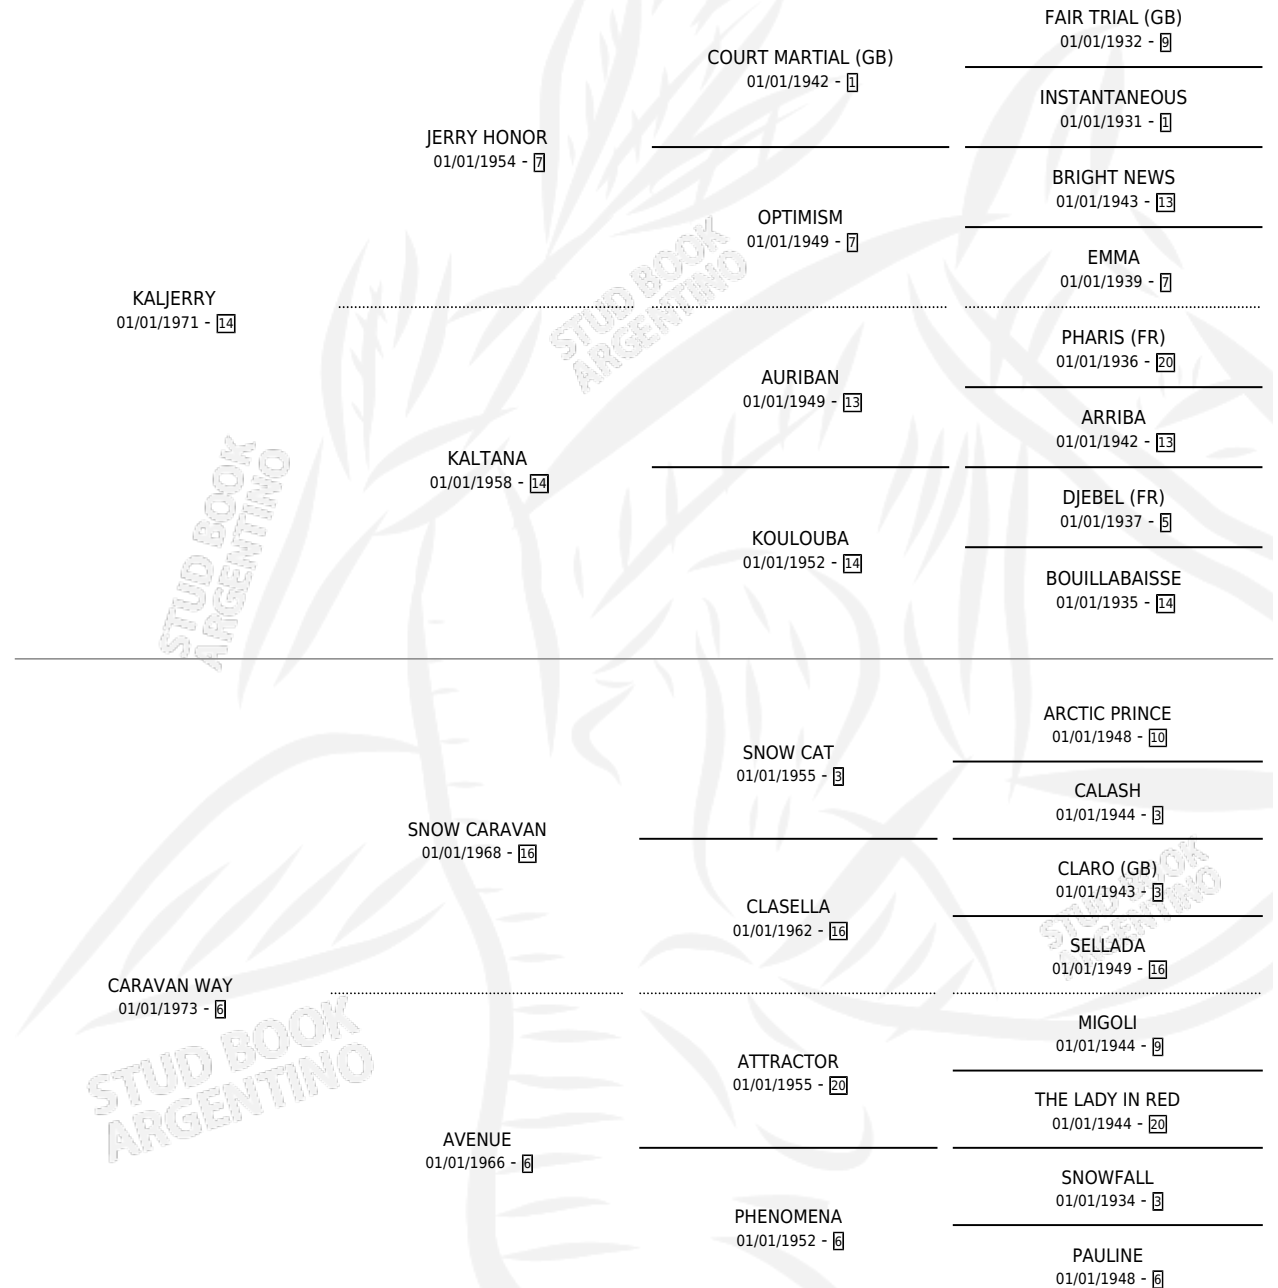 FAIR TRIAL (GB)
01/01/1932 - 9
COURT MARTIAL (GB)
01/01/1942 - 1
INSTANTANEOUS
01/01/1931 - 1
JERRY HONOR
01/01/1954 - 7
BRIGHT NEWS
01/01/1943 - 13
OPTIMISM
01/01/1949 - 7
EMMA
01/01/1939 - 7
KALJERRY
01/01/1971 - 14
PHARIS (FR)
01/01/1936 - 20
AURIBAN
01/01/1949 - 13
ARRIBA
01/01/1942 - 13
KALTANA
01/01/1958 - 14
DJEBEL (FR)
01/01/1937 - 5
KOULOUBA
01/01/1952 - 14
BOUILLABAISSE
01/01/1935 - 14
ARCTIC PRINCE
01/01/1948 - 10
SNOW CAT
01/01/1955 - 3
CALASH
01/01/1944 - 3
SNOW CARAVAN
01/01/1968 - 16
CLARO (GB)
01/01/1943 - 3
CLASELLA
01/01/1962 - 16
SELLADA
01/01/1949 - 16
CARAVAN WAY
01/01/1973 - 6
MIGOLI
01/01/1944 - 9
ATTRACTOR
01/01/1955 - 20
THE LADY IN RED
01/01/1944 - 20
AVENUE
01/01/1966 - 6
SNOWFALL
01/01/1934 - 3
PHENOMENA
01/01/1952 - 6
PAULINE
01/01/1948 - 6
STUD BOOK
ARGENTINO
STUD BOOK
ARGENTINO
STUD BOOK
ARGENTINO
STUD BOOK
ARGENTINO